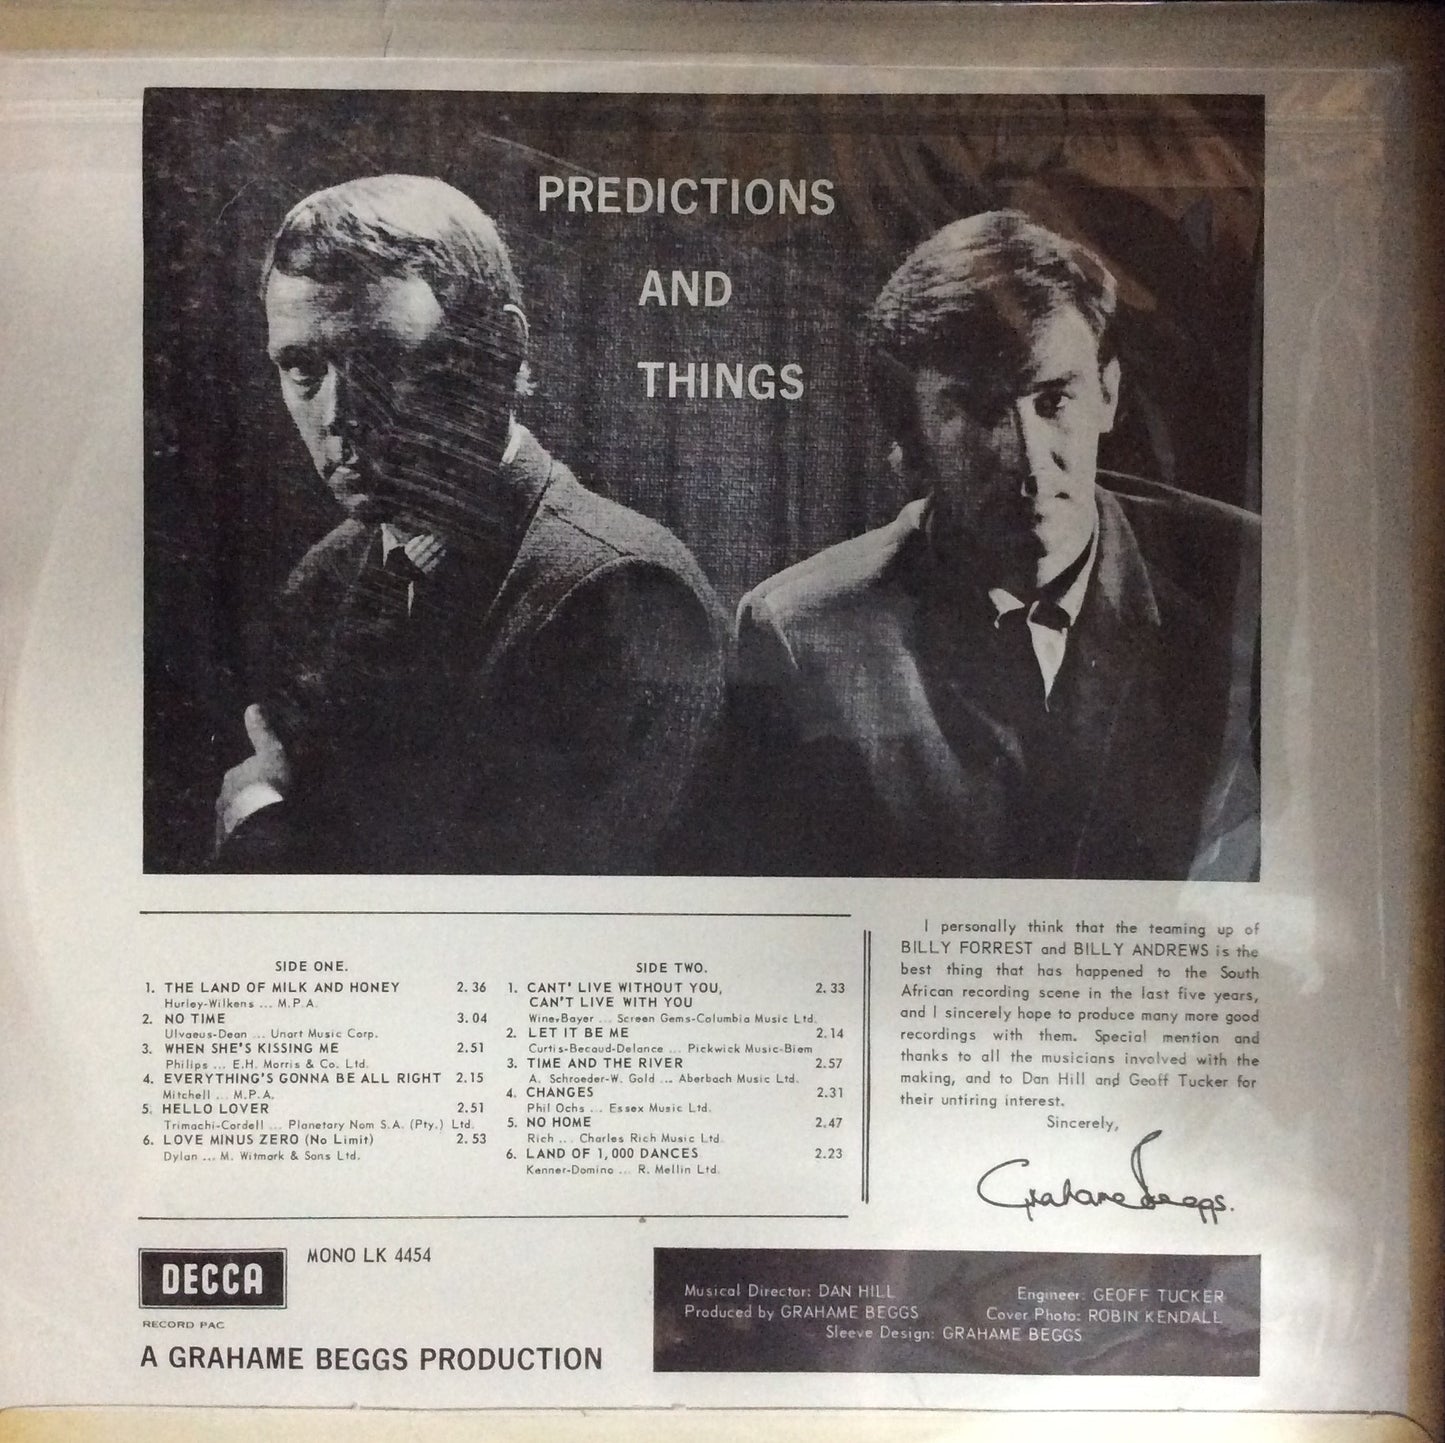 PREDICTIONS
AND
THINGS
SIDE ONE.
1. THE LAND OF MILK AND HONEY 2. 36
Hurley-Wilkens ... M.P.A.
2. NO TIME 3.04
Ulvaeus-Dean ... Unart Music Corp.
3. WHEN SHE'S KISSING ME 2.51
Philips ... E.H. Morris & Co. Ltd.
4. EVERYTHING'S GONNA BE ALL RIGHT 2.15
Mitchell ... M.P.A.
5. HELLO LOVER 2.51
Trimachi-Cordell ... Planetary Nom S.A. (Pty.) Ltd.
6. LOVE MINUS ZERO (No Limit) 2. 53
Dylan ... M. Witmark & Sons Ltd.
SIDE TWO.
1. CANT' LIVE WITHOUT YOU, 2. 33
CAN'T LIVE WITH YOU
Wine-Bayer ... Screen Gems-Columbia Music Ltd.
2. LET IT BE ME 2.14
Curtis-Becaud-Delance ... Pickwick Music-Biem
3. TIME AND THE RIVER 2.57
A. Schroeder-W. Gold ... Aberbach Music Ltd.
4. CHANGES 2.31
Phil Ochs ... Essex Music Ltd.
5. NO HOME 2.47
Rich ... Charles Rich Music Ltd.
6. LAND OF 1,000 DANCES 2.23
Kenner-Domino ... R. Mellin Ltd.
I personally think that the teaming up of
BILLY FORREST and BILLY ANDREWS is the
best thing that has happened to the South
African recording scene in the last five years,
and I sincerely hope to produce many more good
recordings with them. Special mention and
thanks to all the musicians involved with the
making, and to Dan Hill and Geoff Tucker for
their untiring interest.
Sincerely,
Grahame Beggs.
DECCA
RECORD PAC
MONO LK 4454
A GRAHAME BEGGS PRODUCTION
Musical Director: DAN HILL
Engineer: GEOFF TUCKER
Produced by GRAHAME BEGGS
Cover Photo: ROBIN KENDALL
Sleeve Design: GRAHAME BEGGS